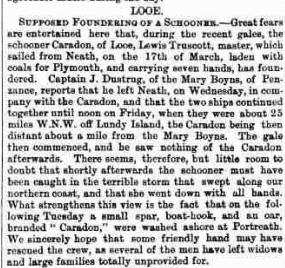 LOOE.
SUPPOSED FOUNDERING OF A SCHOONER.—Great fears
are entertained here that, during the recent gales, the
schooner Caradon, of Looe, Lewis Truscott, master, which
sailed from Neath, on the 17th of March, laden with
coals for Plymouth, and carrying seven hands, has foun-
dered. Captain J. Dustrug, of the Mary Boyns, of Pen-
zance, reports that he left Neath, on Wednesday, in com-
pany with the Caradon, and that the two ships continued
together until noon on Friday, when they were about 25
miles W.N.W. off Lundy Island, the Caradon being then
distant about a mile from the Mary Boyns. The gale
then commenced, and he saw nothing of the Caradon
afterwards. There seems, therefore, but little room to
doubt that shortly afterwards the schooner must have
been caught in the terrible storm that swept along our
northern coast, and that she went down with all hands.
What strengthens this view is the fact that on the fol-
lowing Tuesday a small spar, boat-hook, and an oar,
branded "Caradon," were washed ashore at Portreath.
We sincerely hope that some friendly hand may have
rescued the crew, as several of the men have left widows
and large families totally unprovided for.